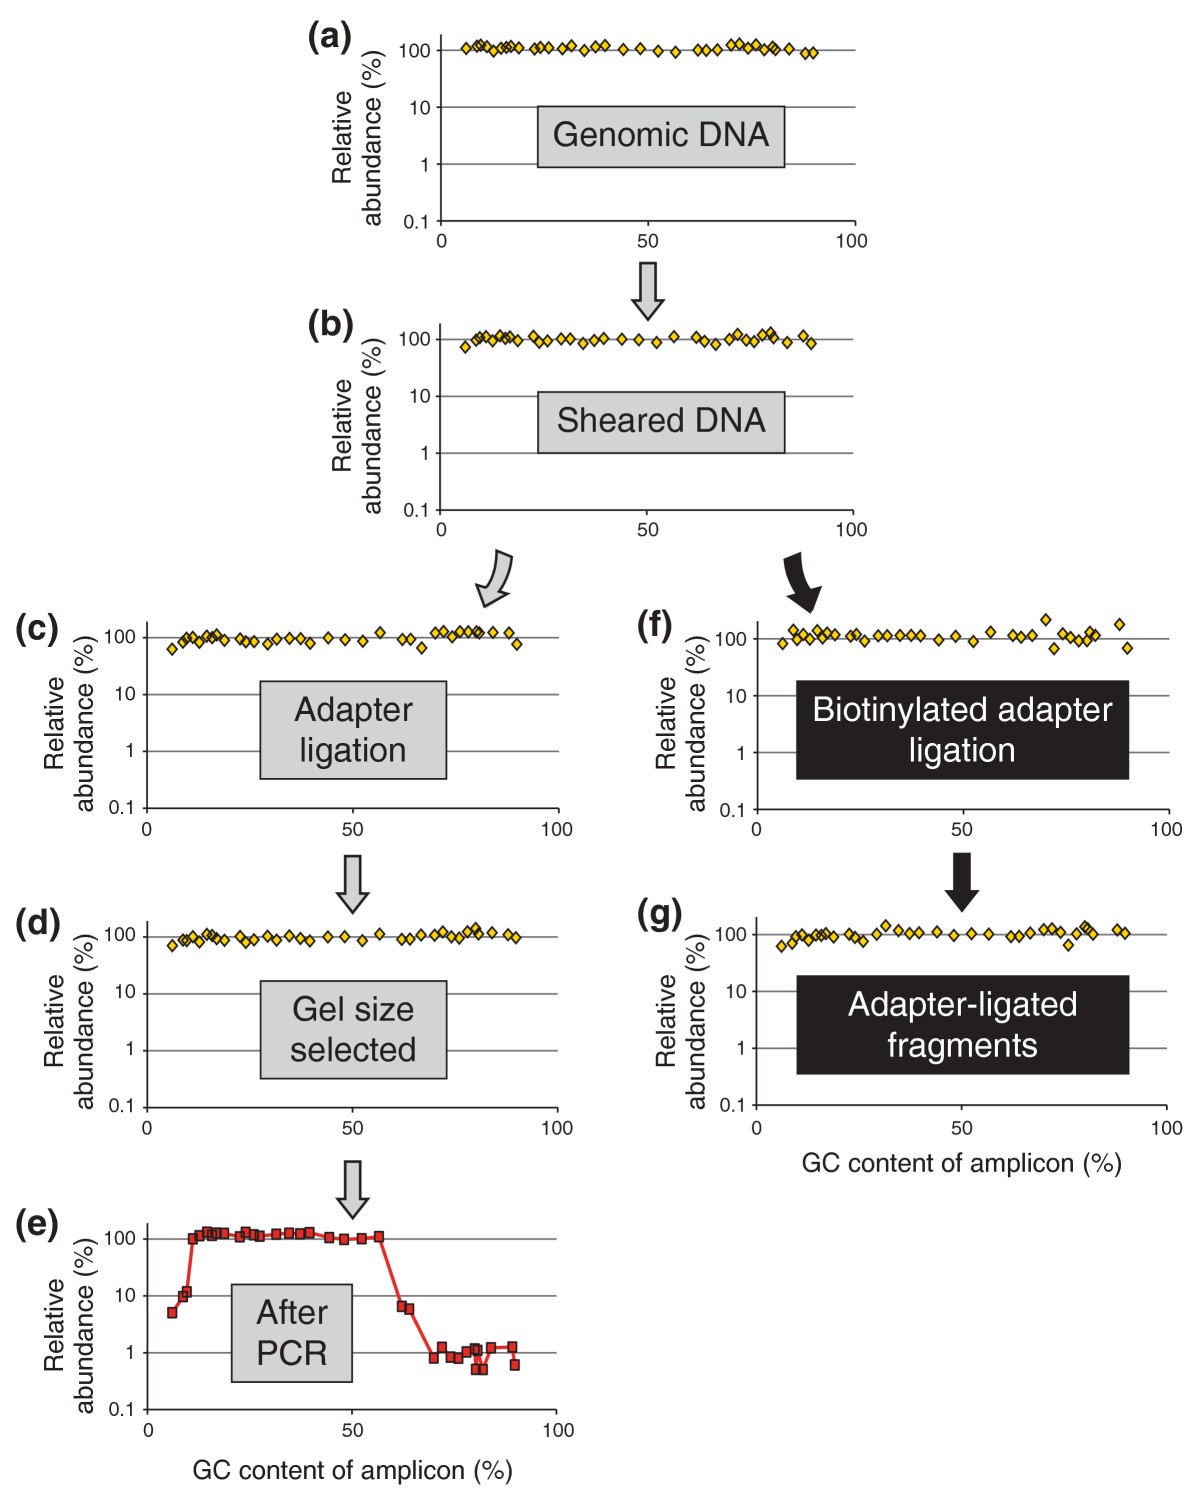 (a)
Relative
abundance (%)
100
10
1
0.1
Genomic DNA
0
50
100
(b)
Relative
abundance (%)
100
10
1
0.1
Sheared DNA
0
50
100
(c)
Relative
abundance (%)
100
10
1
0.1
Adapter
ligation
0
50
100
(f)
Relative
abundance (%)
100
10
1
0.1
Biotinylated adapter
ligation
0
50
100
(d)
Relative
abundance (%)
100
10
1
0.1
Gel size
selected
0
50
100
(g)
Relative
abundance (%)
100
10
1
0.1
Adapter-ligated
fragments
0
50
100
GC content of amplicon (%)
(e)
Relative
abundance (%)
100
10
1
0.1
After
PCR
0
50
100
GC content of amplicon (%)